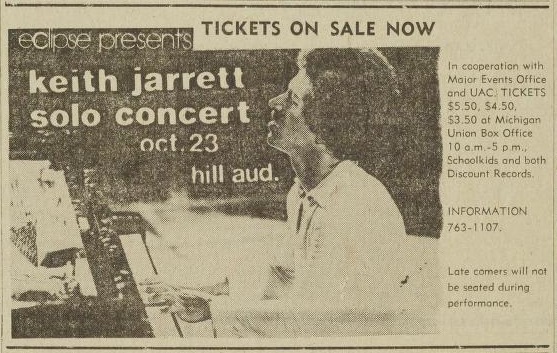 eclipse presents
TICKETS ON SALE NOW
keith jarrett
solo concert
oct. 23
hill aud.
In cooperation with
Major Events Office
and UAC. TICKETS
$5.50, $4.50,
$3.50 at Michigan
Union Box Office
10 a.m.-5 p.m.,
Schoolkids and both
Discount Records.
INFORMATION
763-1107.
Late comers will not
be seated during
performance.